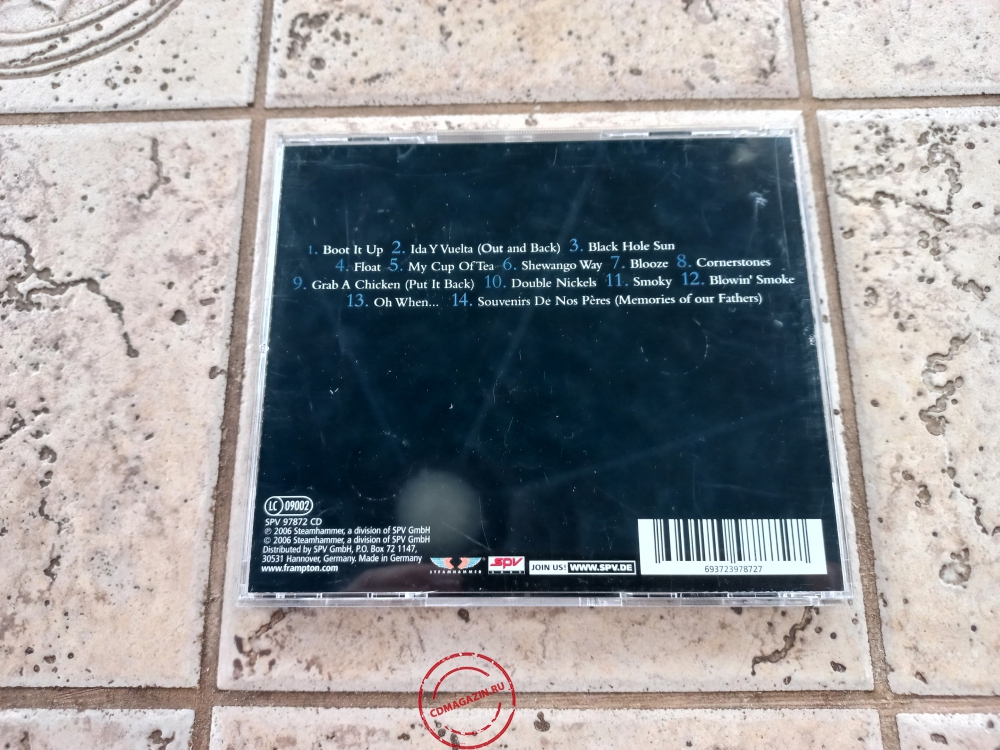 1. Boot It Up 2. Ida Y Vuelta (Out and Back) 3. Black Hole Sun
4. Float 5. My Cup Of Tea 6. Shewango Way 7. Blooze 8. Cornerstones
9. Grab A Chicken (Put It Back) 10. Double Nickels 11. Smoky 12. Blowin' Smoke
13. Oh When... 14. Souvenirs De Nos Pères (Memories of our Fathers)
LC 09002
SPV 97872 CD
℗ 2006 Steamhammer, a division of SPV GmbH
© 2006 Steamhammer, a division of SPV GmbH
Distributed by SPV GmbH, P.O. Box 72 1147,
30531 Hannover, Germany. Made in Germany
www.frampton.com
STEAMHAMMER
SPV
JOIN US! WWW.SPV.DE
693723978727
CDMAGAZIN.RU